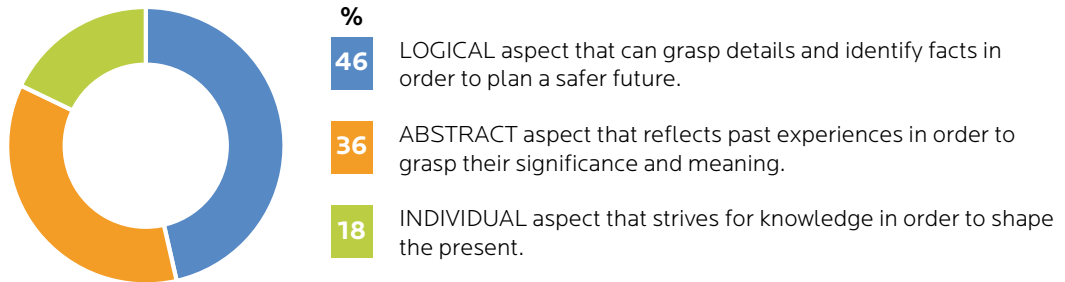 %
46
LOGICAL aspect that can grasp details and identify facts in
order to plan a safer future.
36
ABSTRACT aspect that reflects past experiences in order to
grasp their significance and meaning.
18
INDIVIDUAL aspect that strives for knowledge in order to shape
the present.